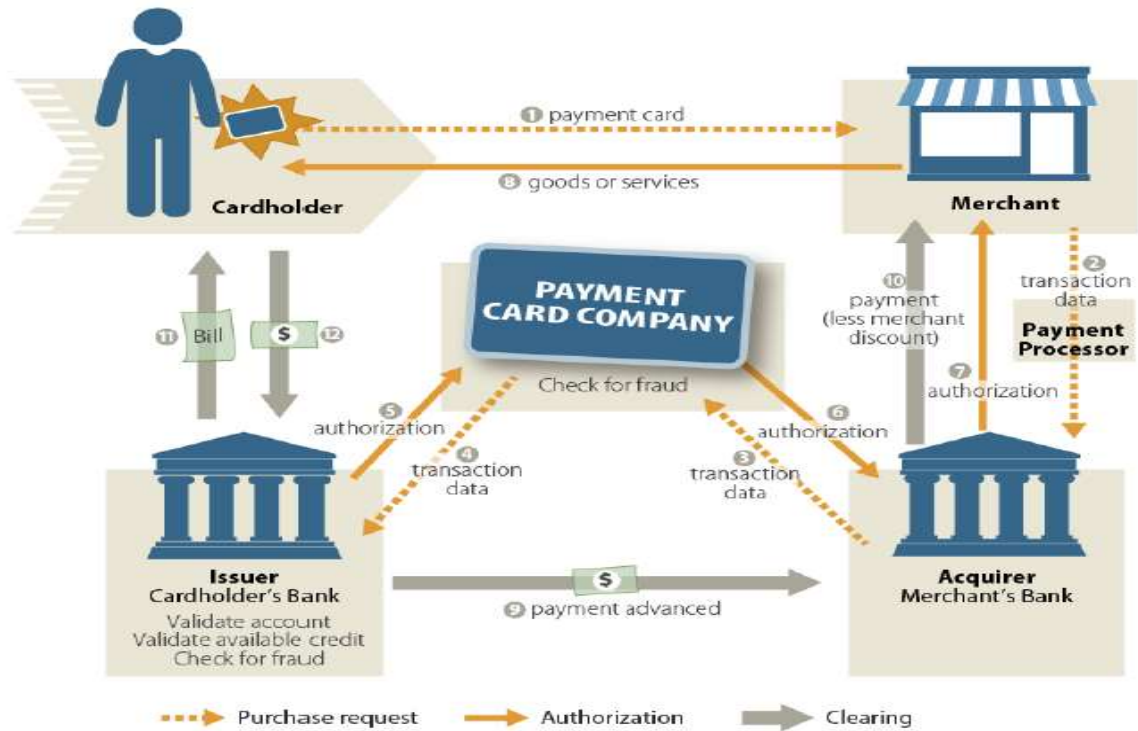 ① payment card
⑧ goods or services
Cardholder
Merchant
PAYMENT
CARD COMPANY
Check for fraud
⑩
payment
(less merchant
discount)
②
transaction
data
Payment
Processor
⑪ Bill
$ ⑫
⑤
authorization
④
transaction
data
⑥
authorization
③
transaction
data
⑦
authorization
Issuer
Cardholder's Bank
Validate account
Validate available credit
Check for fraud
$
⑨ payment advanced
Acquirer
Merchant's Bank
Purchase request
Authorization
Clearing